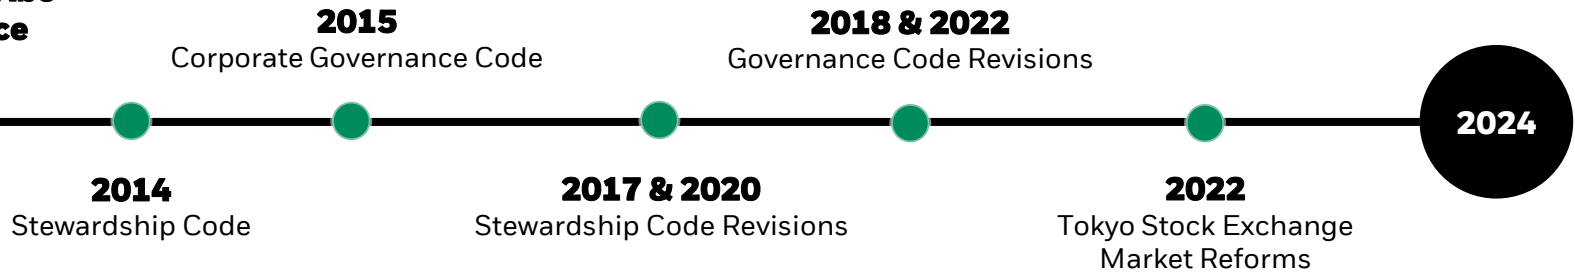 2015
Corporate Governance Code
2018 & 2022
Governance Code Revisions
2024
2014
Stewardship Code
2017 & 2020
Stewardship Code Revisions
2022
Tokyo Stock Exchange
Market Reforms